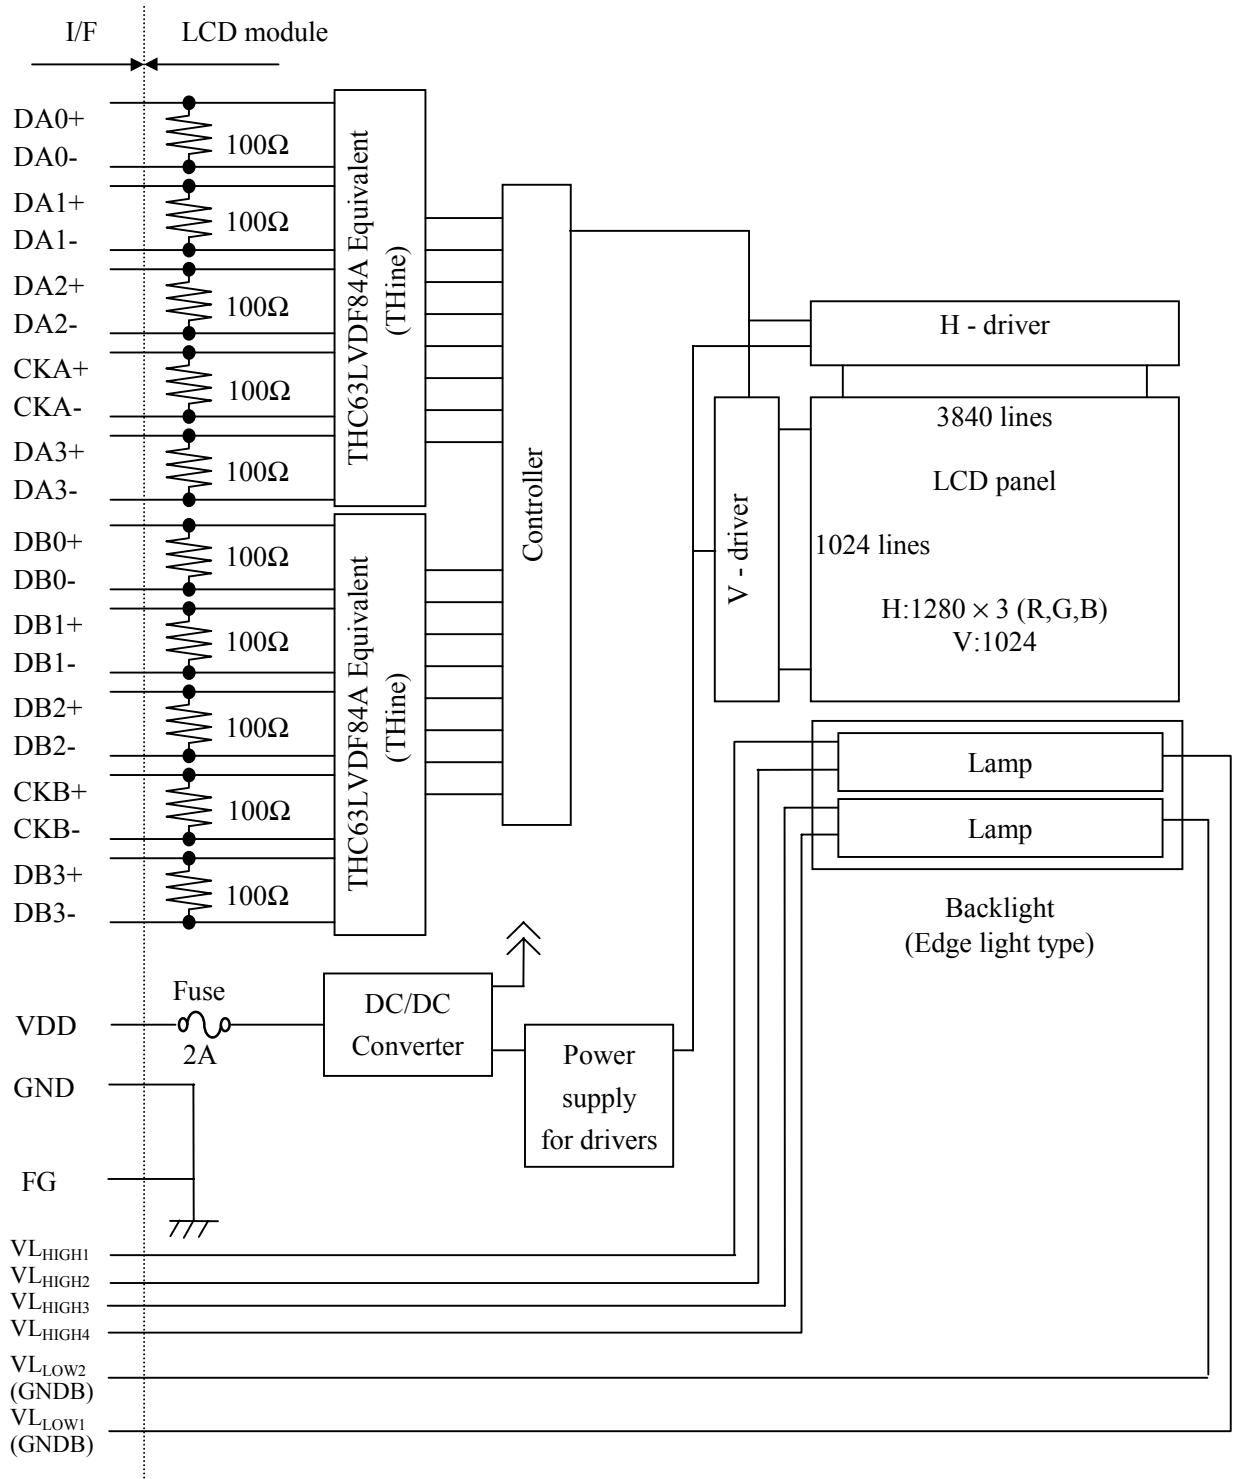 I/F
LCD module
DA0+
100Ω
DA0-
DA1+
100Ω
DA1-
DA2+
100Ω
DA2-
CKA+
100Ω
CKA-
DA3+
100Ω
DA3-
DB0+
100Ω
DB0-
DB1+
100Ω
DB1-
DB2+
100Ω
DB2-
CKB+
100Ω
CKB-
DB3+
100Ω
DB3-
THC63LVDF84A Equivalent
(THine)
THC63LVDF84A Equivalent
(THine)
Controller
H - driver
V - driver
3840 lines
LCD panel
1024 lines
H:1280 × 3 (R,G,B)
V:1024
Lamp
Lamp
Backlight
(Edge light type)
Fuse
VDD
2A
DC/DC
Converter
Power
supply
for drivers
GND
FG
VLHIGH1
VLHIGH2
VLHIGH3
VLHIGH4
VLLOW2
(GNDB)
VLLOW1
(GNDB)